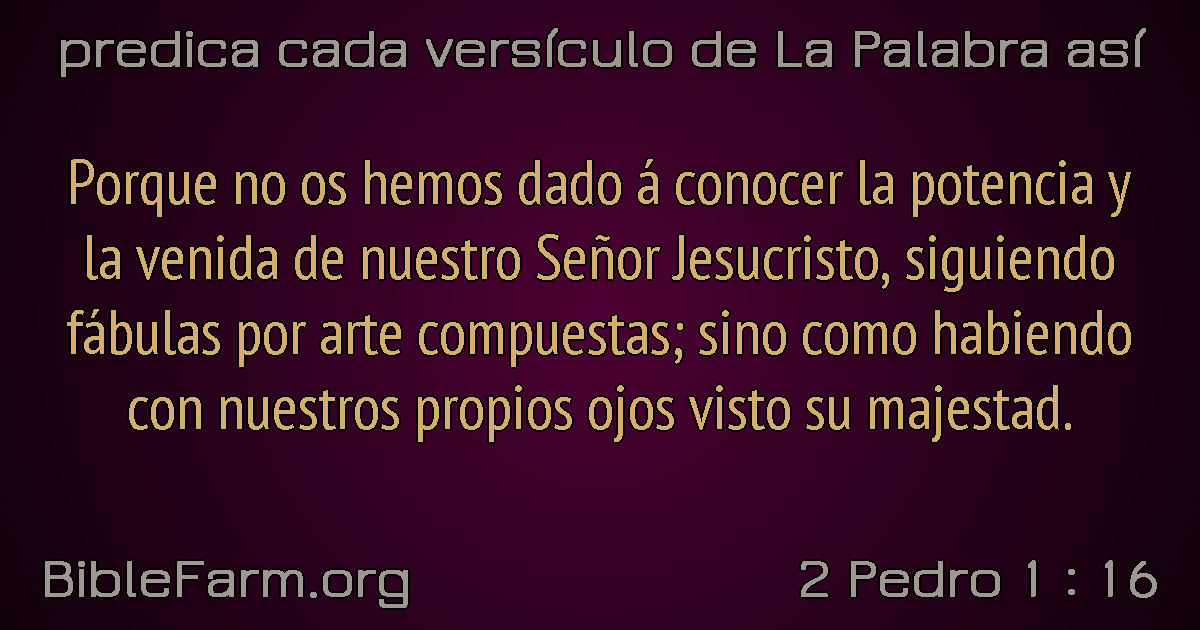 predica cada versículo de La Palabra así
Porque no os hemos dado á conocer la potencia y
la venida de nuestro Señor Jesucristo, siguiendo
fábulas por arte compuestas; sino como habiendo
con nuestros propios ojos visto su majestad.
BibleFarm.org
2 Pedro 1 : 16